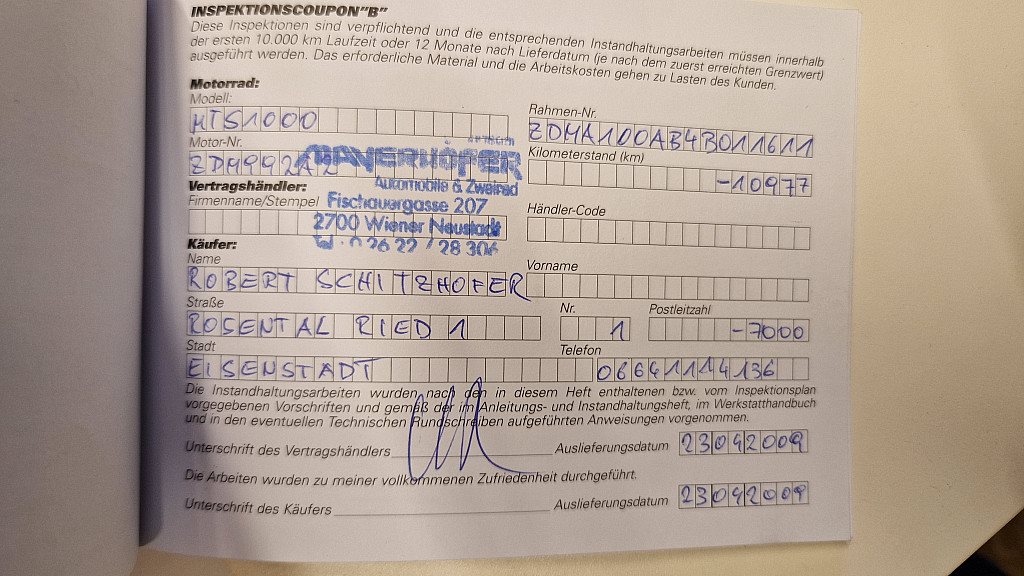 INSPEKTIONSCOUPON"B"
Diese Inspektionen sind verpflichtend und die entsprechenden Instandhaltungsarbeiten müssen innerhalb
der ersten 10.000 km Laufzeit oder 12 Monate nach Lieferdatum (je nach dem zuerst erreichten Grenzwert)
ausgeführt werden. Das erforderliche Material und die Arbeitskosten gehen zu Lasten des Kunden.
Motorrad:
Modell:
MTS1000
Rahmen-Nr.
ZDMA100AB4B011611
Motor-Nr.
ZDM992A2
Kilometerstand (km)
-10977
MAYERHOFER
Automobile & Zweirad
Fischauergasse 207
2700 Wiener Neustadt
02622 / 28 306
Vertragshändler:
Firmenname/Stempel
Händler-Code
Käufer:
Name
ROBERT SCHITZHOFER
Vorname
Straße
ROSENTAL RIED 1
Nr.
1
Postleitzahl
-7000
Stadt
EISENSTADT
Telefon
06641114136
Die Instandhaltungsarbeiten wurden nach den in diesem Heft enthaltenen bzw. vom Inspektionsplan
vorgegebenen Vorschriften und gemäß der im Anleitungs- und Instandhaltungsheft, im Werkstatthandbuch
und in den eventuellen Technischen Rundschreiben aufgeführten Anweisungen vorgenommen.
Unterschrift des Vertragshändlers
Auslieferungsdatum
23042009
Die Arbeiten wurden zu meiner vollkommenen Zufriedenheit durchgeführt.
Unterschrift des Käufers
Auslieferungsdatum
23042009